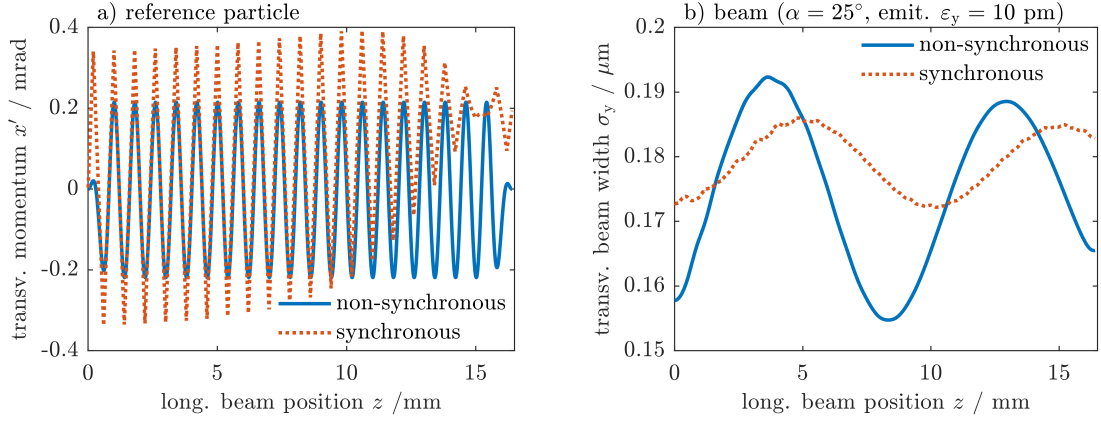 a) reference particle
transv. momentum x′ / mrad
0.4
0.2
0
-0.2
-0.4
non-synchronous
synchronous
0
5
10
15
long. beam position z /mm
b) beam (α = 25°, emit. ε_y = 10 pm)
transv. beam width σ_y / μm
0.2
0.19
0.18
0.17
0.16
0.15
non-synchronous
synchronous
0
5
10
15
long. beam position z / mm